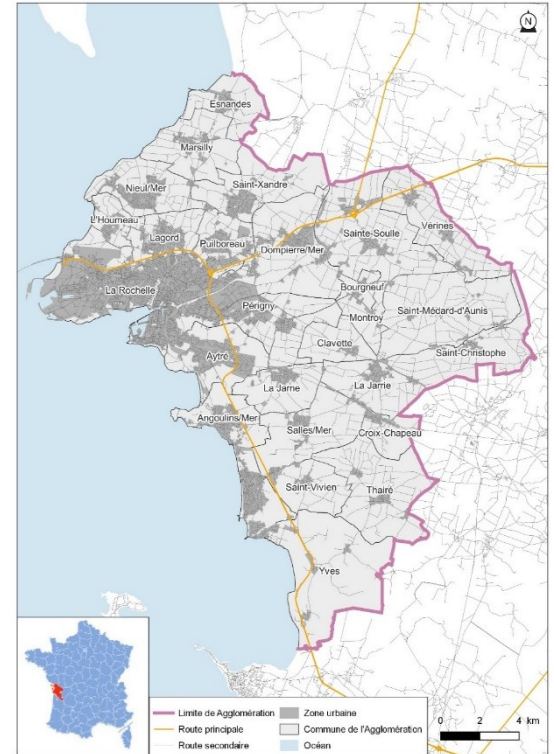 N
Esnandes
Marsilly
Nieul/Mer
Saint-Xandre
L'Houmeau
Lagord
Puilboreau
Dompierre/Mer
Sainte-Soulle
Vérines
La Rochelle
Périgny
Bourgneuf
Montroy
Saint-Médard-d'Aunis
Clavette
Saint-Christophe
Aytré
La Jarne
La Jarrie
Angoulins/Mer
Salles/Mer
Croix-Chapeau
Saint-Vivien
Thairé
Yves
Limite de Agglomération
Route principale
Route secondaire
Zone urbaine
Commune de l'Agglomération
Océan
0 2 4 km